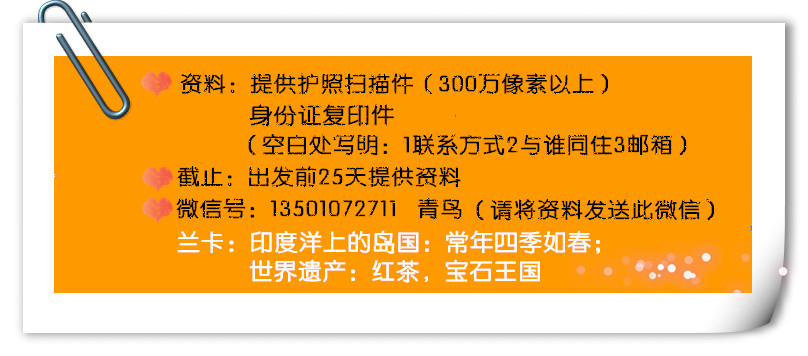 资料：提供护照扫描件（300万像素以上）
身份证复印件
（空白处写明：1联系方式2与谁同住3邮箱）
截止：出发前25天提供资料
微信号：13501072711 青鸟（请将资料发送此微信）
兰卡：印度洋上的岛国：常年四季如春；
世界遗产：红茶，宝石王国